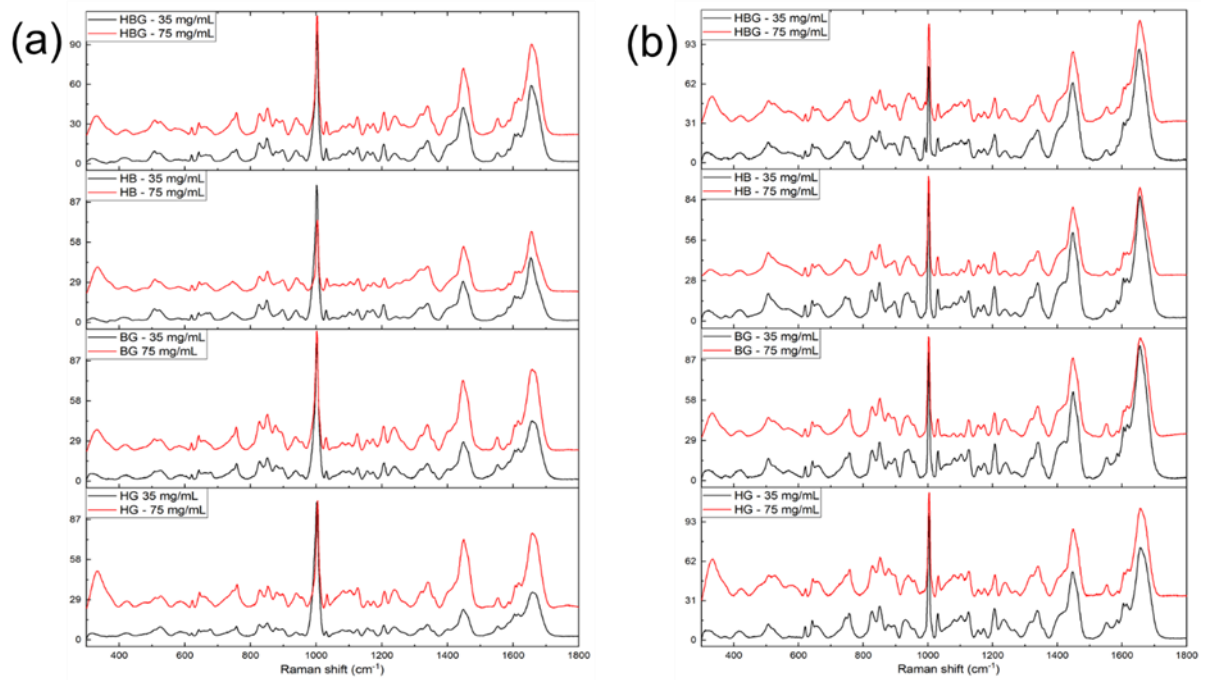 (a)
HBG - 35 mg/mL
HBG - 75 mg/mL
90
60
30
0
HB - 35 mg/mL
HB - 75 mg/mL
87
58
29
0
BG - 35 mg/mL
BG 75 mg/mL
87
58
29
0
HG 35 mg/mL
HG - 75 mg/mL
87
58
29
0
400 600 800 1000 1200 1400 1600 1800
Raman shift (cm⁻¹)
(b)
HBG - 35 mg/mL
HBG - 75 mg/mL
93
62
31
0
HB - 35 mg/mL
HB - 75 mg/mL
84
56
28
0
BG - 35 mg/mL
BG - 75 mg/mL
87
58
29
0
HG - 35 mg/mL
HG - 75 mg/mL
93
62
31
0
400 600 800 1000 1200 1400 1600 1800
Raman shift (cm⁻¹)